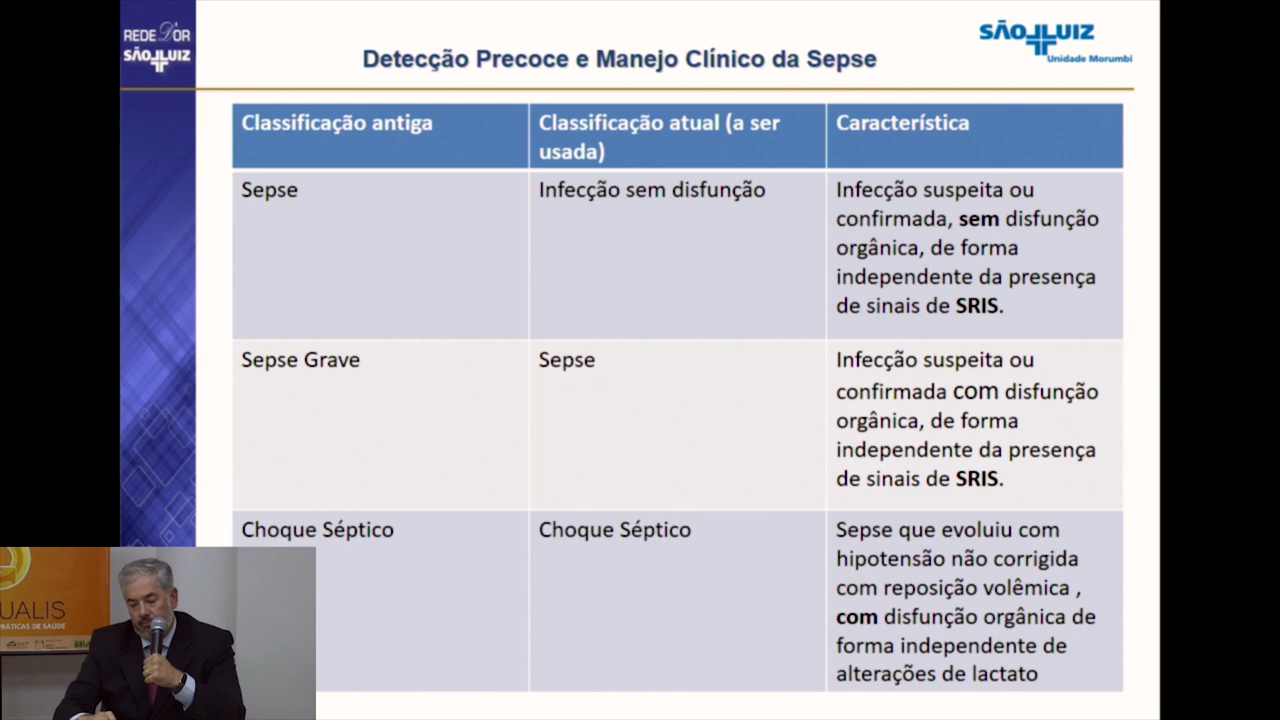 REDE D'OR
SÃO LUIZ
SÃO LUIZ
Unidade Morumbi
Detecção Precoce e Manejo Clínico da Sepse
Classificação antiga
Classificação atual (a ser
usada)
Característica
Sepse
Infecção sem disfunção
Infecção suspeita ou
confirmada, sem disfunção
orgânica, de forma
independente da presença
de sinais de SRIS.
Sepse Grave
Sepse
Infecção suspeita ou
confirmada com disfunção
orgânica, de forma
independente da presença
de sinais de SRIS.
Choque Séptico
Choque Séptico
Sepse que evoluiu com
hipotensão não corrigida
com reposição volêmica ,
com disfunção orgânica de
forma independente de
alterações de lactato
UALIS
PRÁTICAS DE SAÚDE